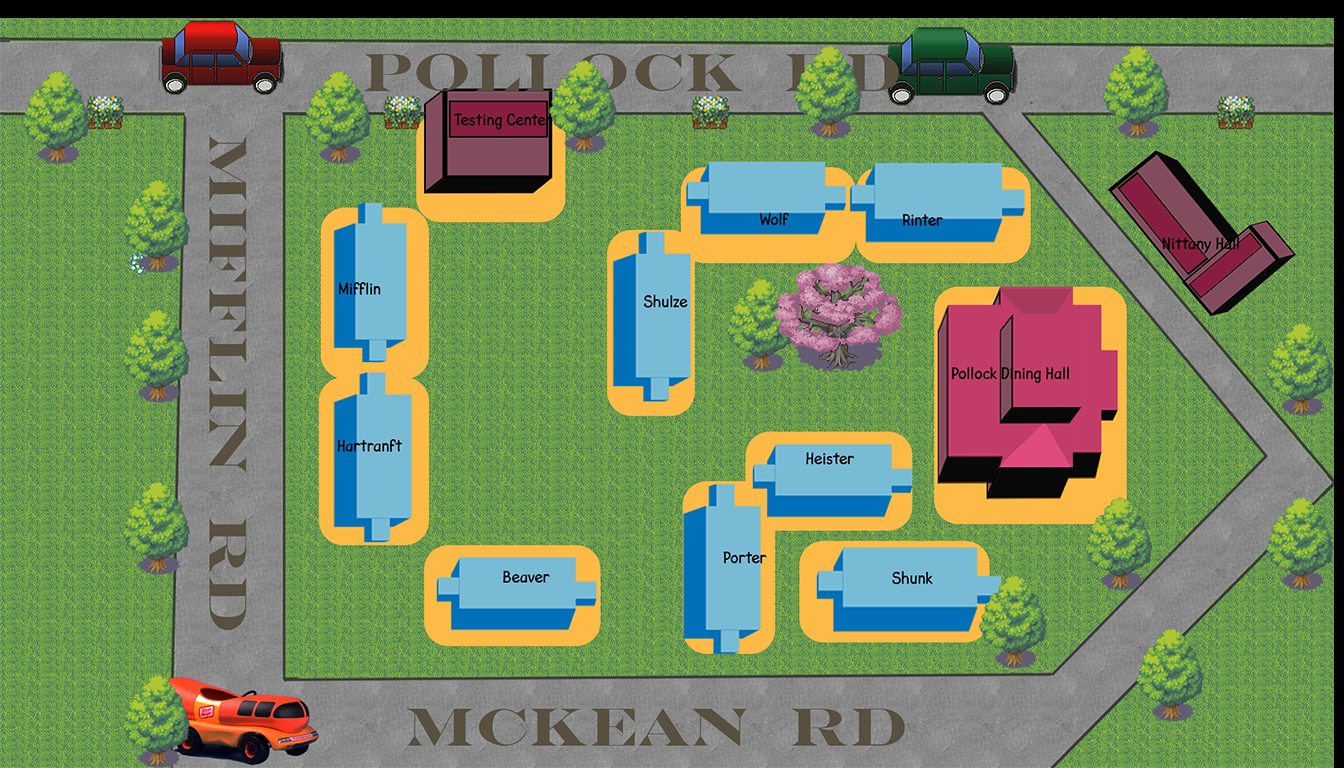 POLLOCK RD
Testing Cente
Wolf
Rinter
Nittany Hall
MIFFLIN RD
Mifflin
Shulze
Pollock Dining Hall
Hartranft
Heister
Porter
Beaver
Shunk
MCKEAN RD